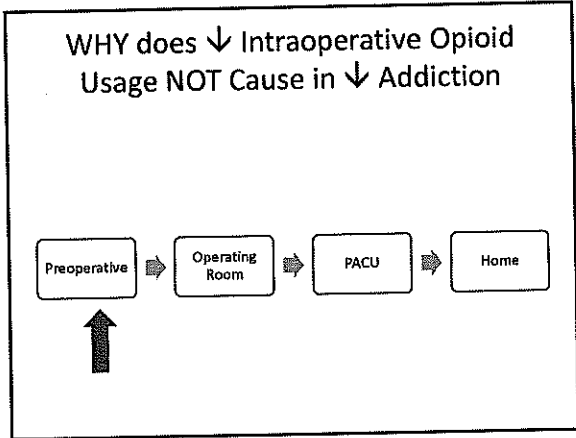 WHY does ↓ Intraoperative Opioid
Usage NOT Cause in ↓ Addiction
Preoperative
Operating
Room
PACU
Home